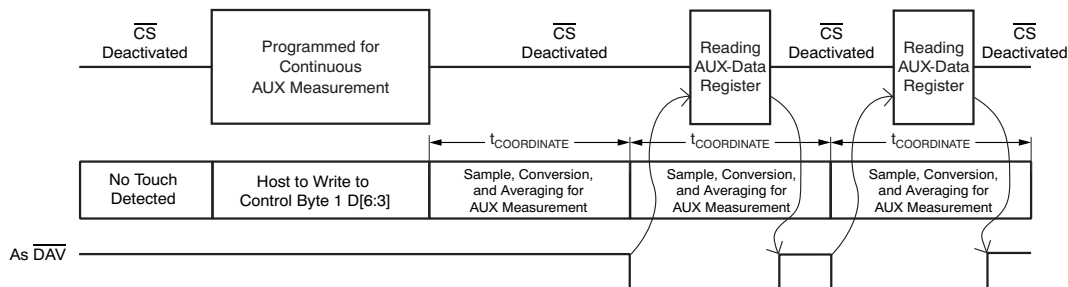 CS
Deactivated
Programmed for
Continuous
AUX Measurement
CS
Deactivated
Reading
AUX-Data
Register
CS
Deactivated
Reading
AUX-Data
Register
CS
Deactivated
tCOORDINATE
tCOORDINATE
tCOORDINATE
No Touch
Detected
Host to Write to
Control Byte 1 D[6:3]
Sample, Conversion,
and Averaging for
AUX Measurement
Sample, Conversion,
and Averaging for
AUX Measurement
Sample, Conversion,
and Averaging for
AUX Measurement
As DAV